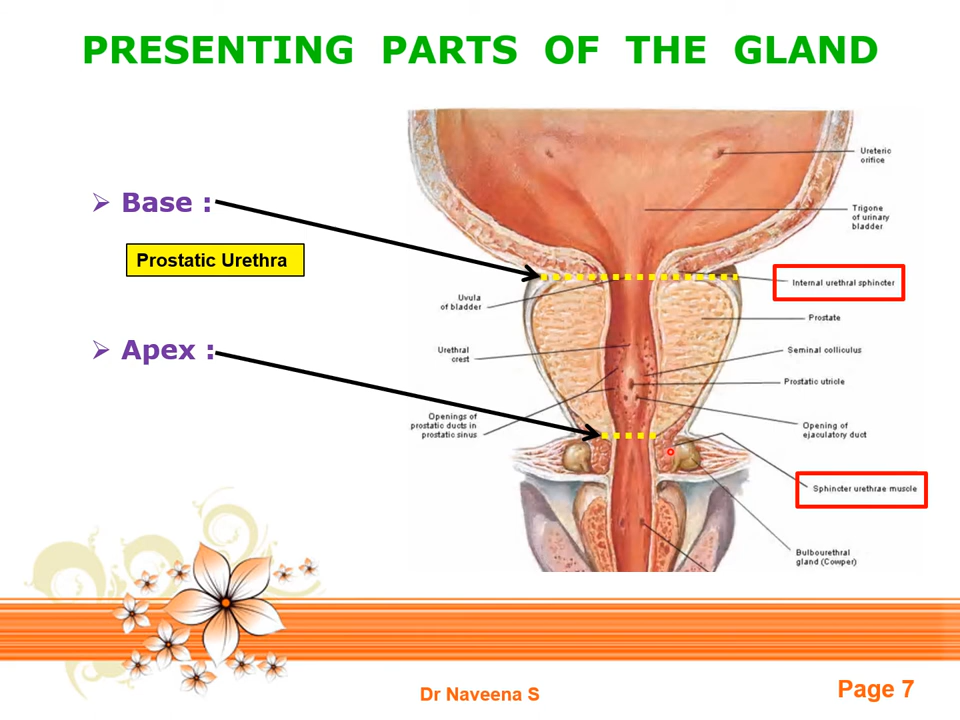 PRESENTING PARTS OF THE GLAND
Base :
Prostatic Urethra
Apex :
Ureteric
orifice
Trigone
of urinary
bladder
Internal urethral sphincter
Uvula
of bladder
Prostate
Urethral
crest
Seminal colliculus
Prostatic utricle
Openings of
prostatic ducts in
prostatic sinus
Opening of
ejaculatory duct
Sphincter urethrae muscle
Bulbourethral
gland (Cowper)
Dr Naveena S
Page 7